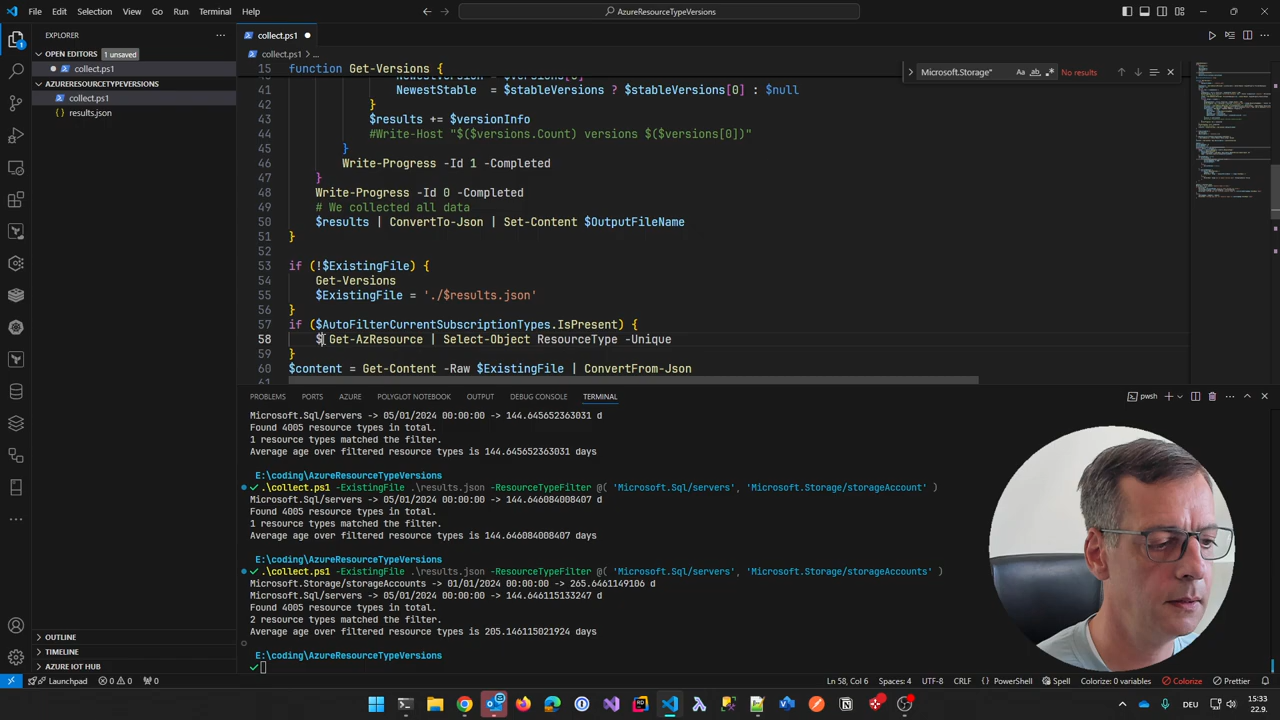 File Edit Selection View Go Run Terminal Help
AzureResourceTypeVersions
EXPLORER
OPEN EDITORS 1 unsaved
collect.ps1
AZURERESOURCETYPEVERSIONS
collect.ps1
results.json
OUTLINE
TIMELINE
AZURE IOT HUB
collect.ps1
collect.ps1 > ...
Microsoft.Storage" Aa ab .* No results
15 function Get-Versions {
41 NewestStable = $stableVersions ? $stableVersions[0] : $null
42 }
43 $results += $versionInfo
44 #Write-Host "$($versions.Count) versions $($versions[0])"
45 }
46 Write-Progress -Id 1 -Completed
47 }
48 Write-Progress -Id 0 -Completed
49 # We collected all data
50 $results | ConvertTo-Json | Set-Content $OutputFileName
51 }
52
53 if (!$ExistingFile) {
54 Get-Versions
55 $ExistingFile = './$results.json'
56 }
57 if ($AutoFilterCurrentSubscriptionTypes.IsPresent) {
58 $ Get-AzResource | Select-Object ResourceType -Unique
59 }
60 $content = Get-Content -Raw $ExistingFile | ConvertFrom-Json
61
PROBLEMS PORTS AZURE POLYGLOT NOTEBOOK OUTPUT DEBUG CONSOLE TERMINAL
pwsh
Microsoft.Sql/servers -> 05/01/2024 00:00:00 -> 144.645652363031 d
Found 4005 resource types in total.
1 resource types matched the filter.
Average age over filtered resource types is 144.645652363031 days
E:\coding\AzureResourceTypeVersions
.\collect.ps1 -ExistingFile .\results.json -ResourceTypeFilter @( 'Microsoft.Sql/servers', 'Microsoft.Storage/storageAccount' )
Microsoft.Sql/servers -> 05/01/2024 00:00:00 -> 144.646084008407 d
Found 4005 resource types in total.
1 resource types matched the filter.
Average age over filtered resource types is 144.646084008407 days
E:\coding\AzureResourceTypeVersions
.\collect.ps1 -ExistingFile .\results.json -ResourceTypeFilter @( 'Microsoft.Sql/servers', 'Microsoft.Storage/storageAccounts' )
Microsoft.Storage/storageAccounts -> 01/01/2024 00:00:00 -> 265.6461149106 d
Microsoft.Sql/servers -> 05/01/2024 00:00:00 -> 144.646115133247 d
Found 4005 resource types in total.
2 resource types matched the filter.
Average age over filtered resource types is 205.146115021924 days
E:\coding\AzureResourceTypeVersions
Launchpad 0 0 0
Ln 58, Col 6 Spaces: 4 UTF-8 CRLF PowerShell Spell Colorize: 0 variables Colorize Prettier
DEU 15:33
22.9.